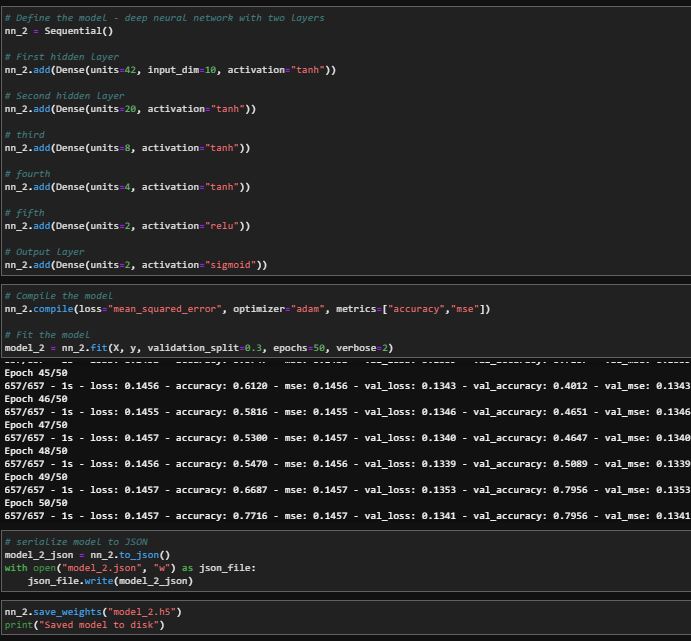 # Define the model - deep neural network with two layers
nn_2 = Sequential()
# First hidden layer
nn_2.add(Dense(units=42, input_dim=10, activation="tanh"))
# Second hidden layer
nn_2.add(Dense(units=20, activation="tanh"))
# third
nn_2.add(Dense(units=8, activation="tanh"))
# fourth
nn_2.add(Dense(units=4, activation="tanh"))
# fifth
nn_2.add(Dense(units=2, activation="relu"))
# Output layer
nn_2.add(Dense(units=2, activation="sigmoid"))
# Compile the model
nn_2.compile(loss="mean_squared_error", optimizer="adam", metrics=["accuracy","mse"])
# Fit the model
model_2 = nn_2.fit(X, y, validation_split=0.3, epochs=50, verbose=2)
Epoch 45/50
657/657 - 1s - loss: 0.1456 - accuracy: 0.6120 - mse: 0.1456 - val_loss: 0.1343 - val_accuracy: 0.4012 - val_mse: 0.1343
Epoch 46/50
657/657 - 1s - loss: 0.1455 - accuracy: 0.5816 - mse: 0.1455 - val_loss: 0.1346 - val_accuracy: 0.4651 - val_mse: 0.1346
Epoch 47/50
657/657 - 1s - loss: 0.1457 - accuracy: 0.5300 - mse: 0.1457 - val_loss: 0.1340 - val_accuracy: 0.4647 - val_mse: 0.1340
Epoch 48/50
657/657 - 1s - loss: 0.1456 - accuracy: 0.5470 - mse: 0.1456 - val_loss: 0.1339 - val_accuracy: 0.5089 - val_mse: 0.1339
Epoch 49/50
657/657 - 1s - loss: 0.1457 - accuracy: 0.6687 - mse: 0.1457 - val_loss: 0.1353 - val_accuracy: 0.7956 - val_mse: 0.1353
Epoch 50/50
657/657 - 1s - loss: 0.1457 - accuracy: 0.7716 - mse: 0.1457 - val_loss: 0.1341 - val_accuracy: 0.7956 - val_mse: 0.1341
# serialize model to JSON
model_2_json = nn_2.to_json()
with open("model_2.json", "w") as json_file:
    json_file.write(model_2_json)
nn_2.save_weights("model_2.h5")
print("Saved model to disk")